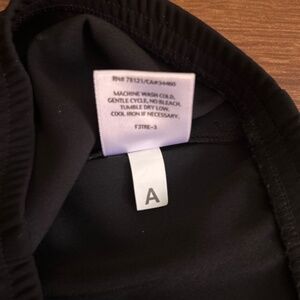 RN# 78121/CA#34460
MACHINE WASH COLD,
GENTLE CYCLE, NO BLEACH,
TUMBLE DRY LOW.
COOL IRON IF NECESSARY.
F3TRE-3
A